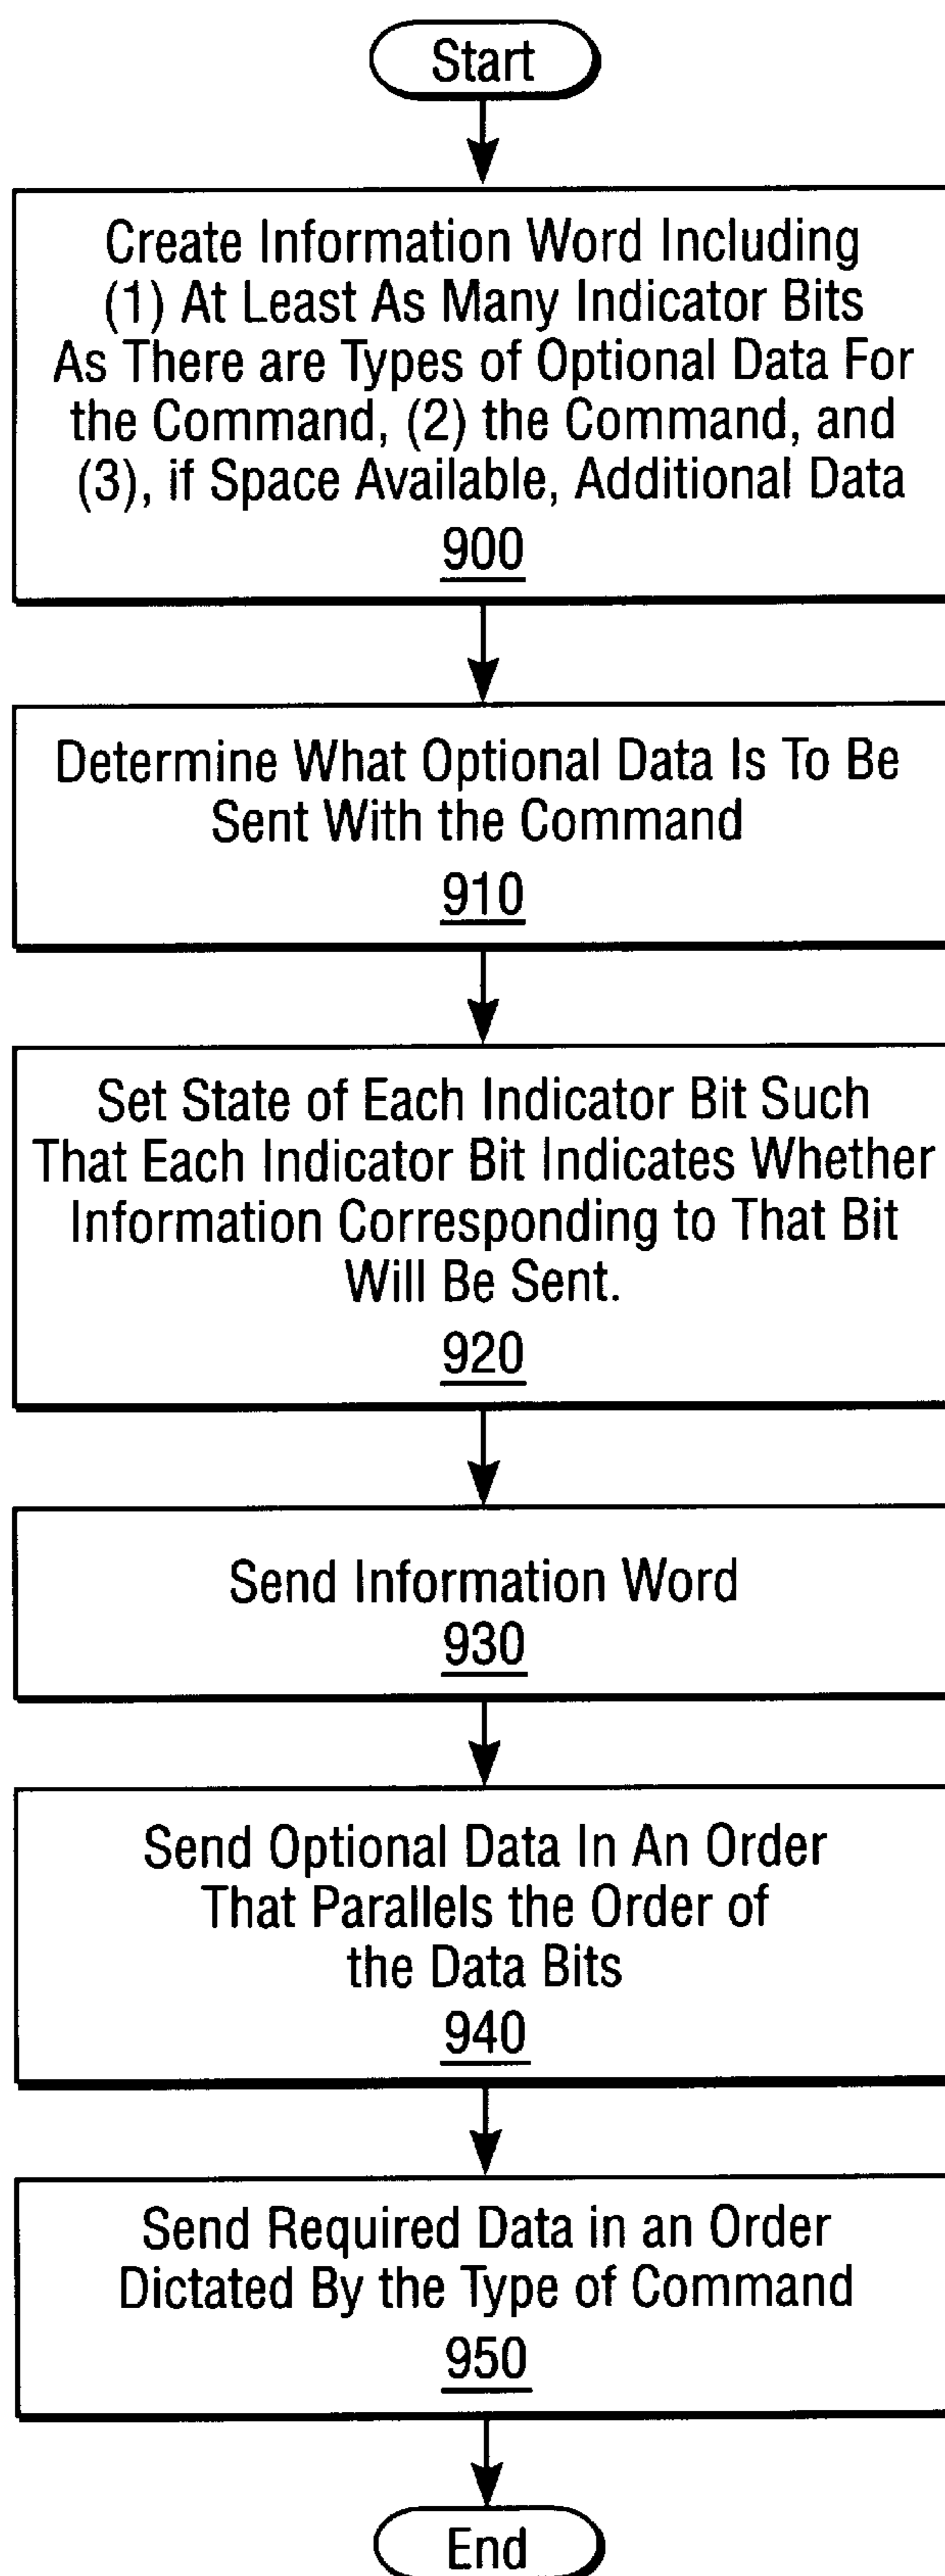 Start
Create Information Word Including
(1) At Least As Many Indicator Bits
As There are Types of Optional Data For
the Command, (2) the Command, and
(3), if Space Available, Additional Data
900
Determine What Optional Data Is To Be
Sent With the Command
910
Set State of Each Indicator Bit Such
That Each Indicator Bit Indicates Whether
Information Corresponding to That Bit
Will Be Sent.
920
Send Information Word
930
Send Optional Data In An Order
That Parallels the Order of
the Data Bits
940
Send Required Data in an Order
Dictated By the Type of Command
950
End